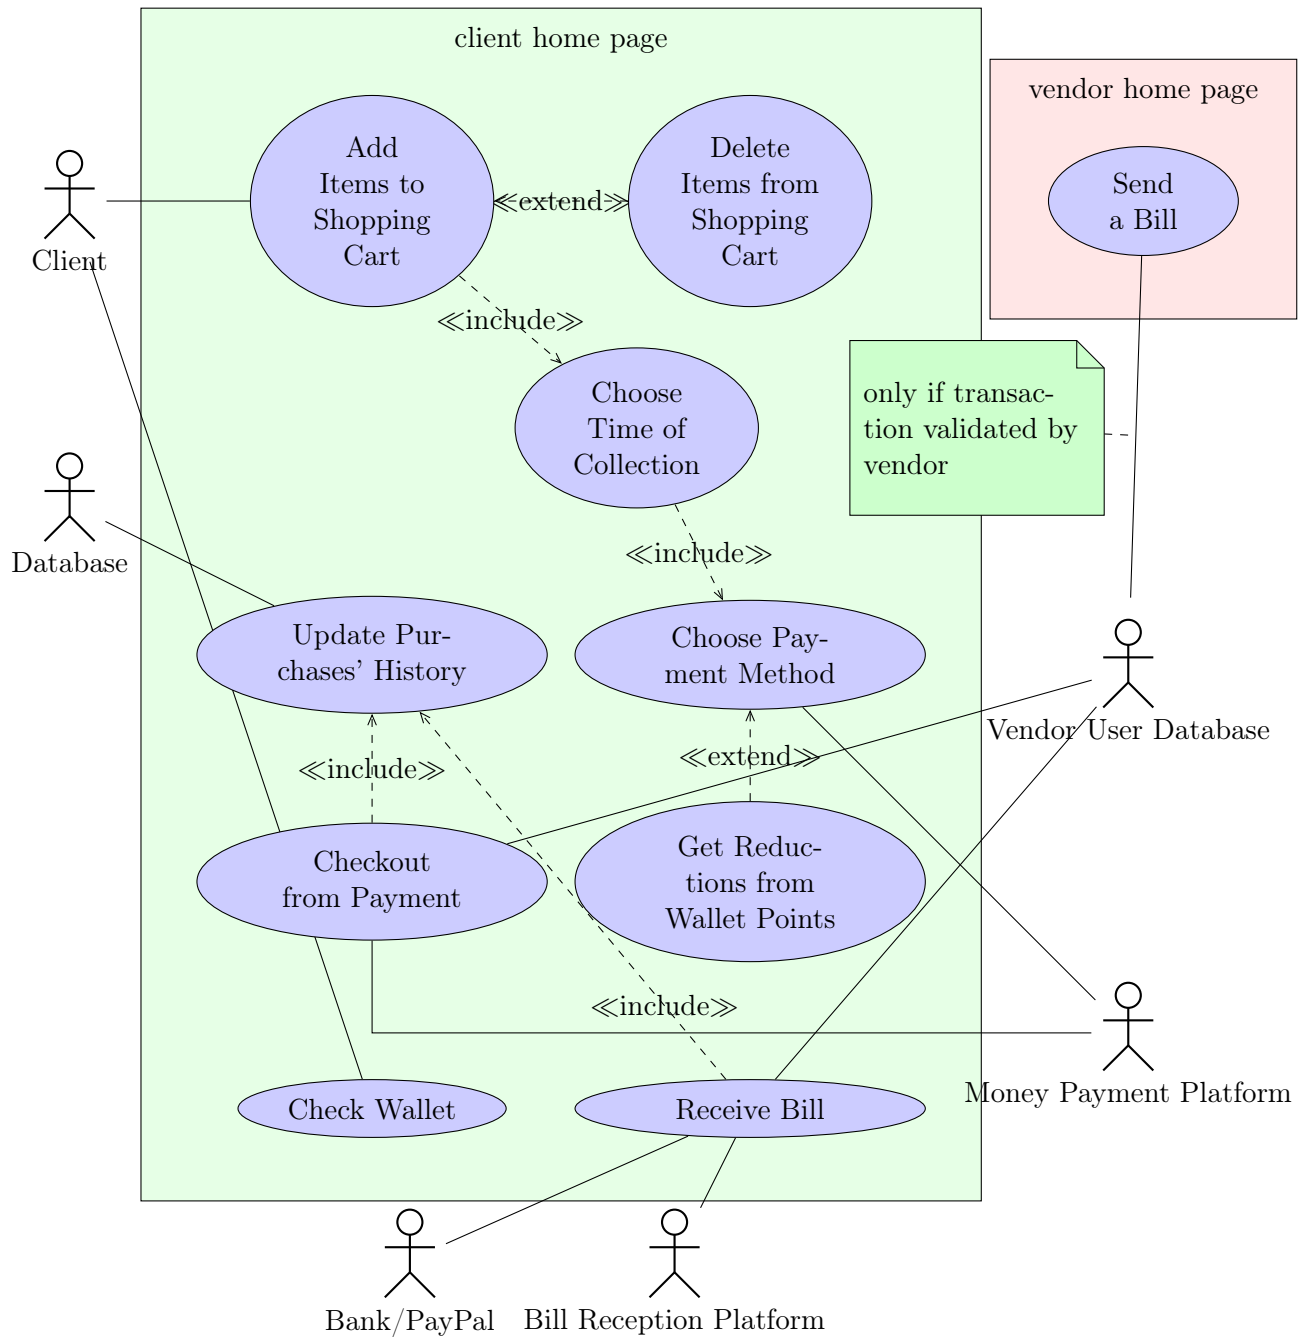 client home page
vendor home page
Add
Items to
Shopping
Cart
≪extend≫
Delete
Items from
Shopping
Cart
Send
a Bill
Client
≪include≫
Choose
Time of
Collection
only if transac-
tion validated by
vendor
Database
≪include≫
Update Pur-
chases' History
Choose Pay-
ment Method
Vendor User Database
≪include≫
≪extend≫
Checkout
from Payment
Get Reduc-
tions from
Wallet Points
≪include≫
Money Payment Platform
Check Wallet
Receive Bill
Bank/PayPal
Bill Reception Platform